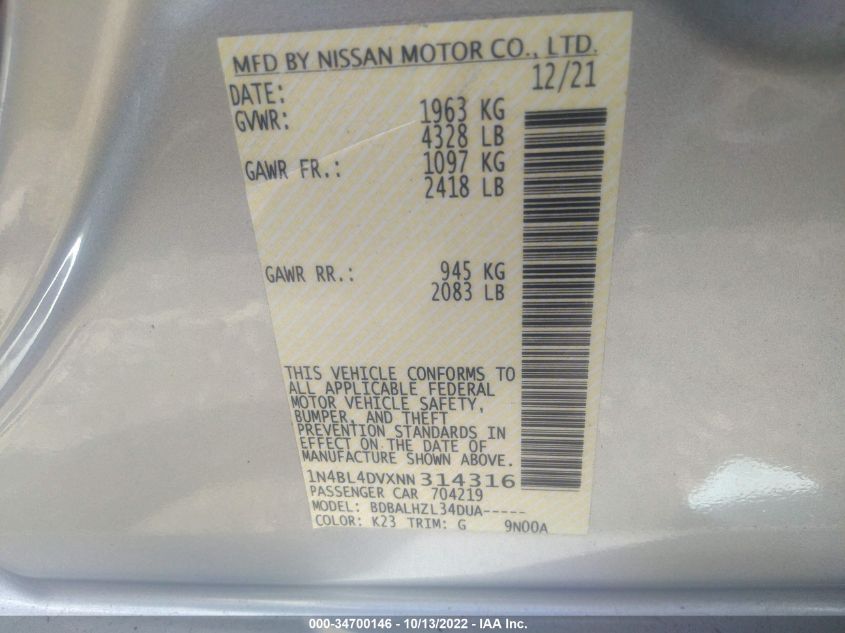 MFD BY NISSAN MOTOR CO., LTD.
DATE: 12/21
GVWR: 1963 KG
4328 LB
GAWR FR.: 1097 KG
2418 LB
GAWR RR.: 945 KG
2083 LB
THIS VEHICLE CONFORMS TO
ALL APPLICABLE FEDERAL
MOTOR VEHICLE SAFETY,
BUMPER, AND THEFT
PREVENTION STANDARDS IN
EFFECT ON THE DATE OF
MANUFACTURE SHOWN ABOVE.
1N4BL4DVXNN314316
PASSENGER CAR 704219
MODEL: BDBALHZL34DUA-----
COLOR: K23 TRIM: G 9N00A
000-34700146 - 10/13/2022 - IAA Inc.